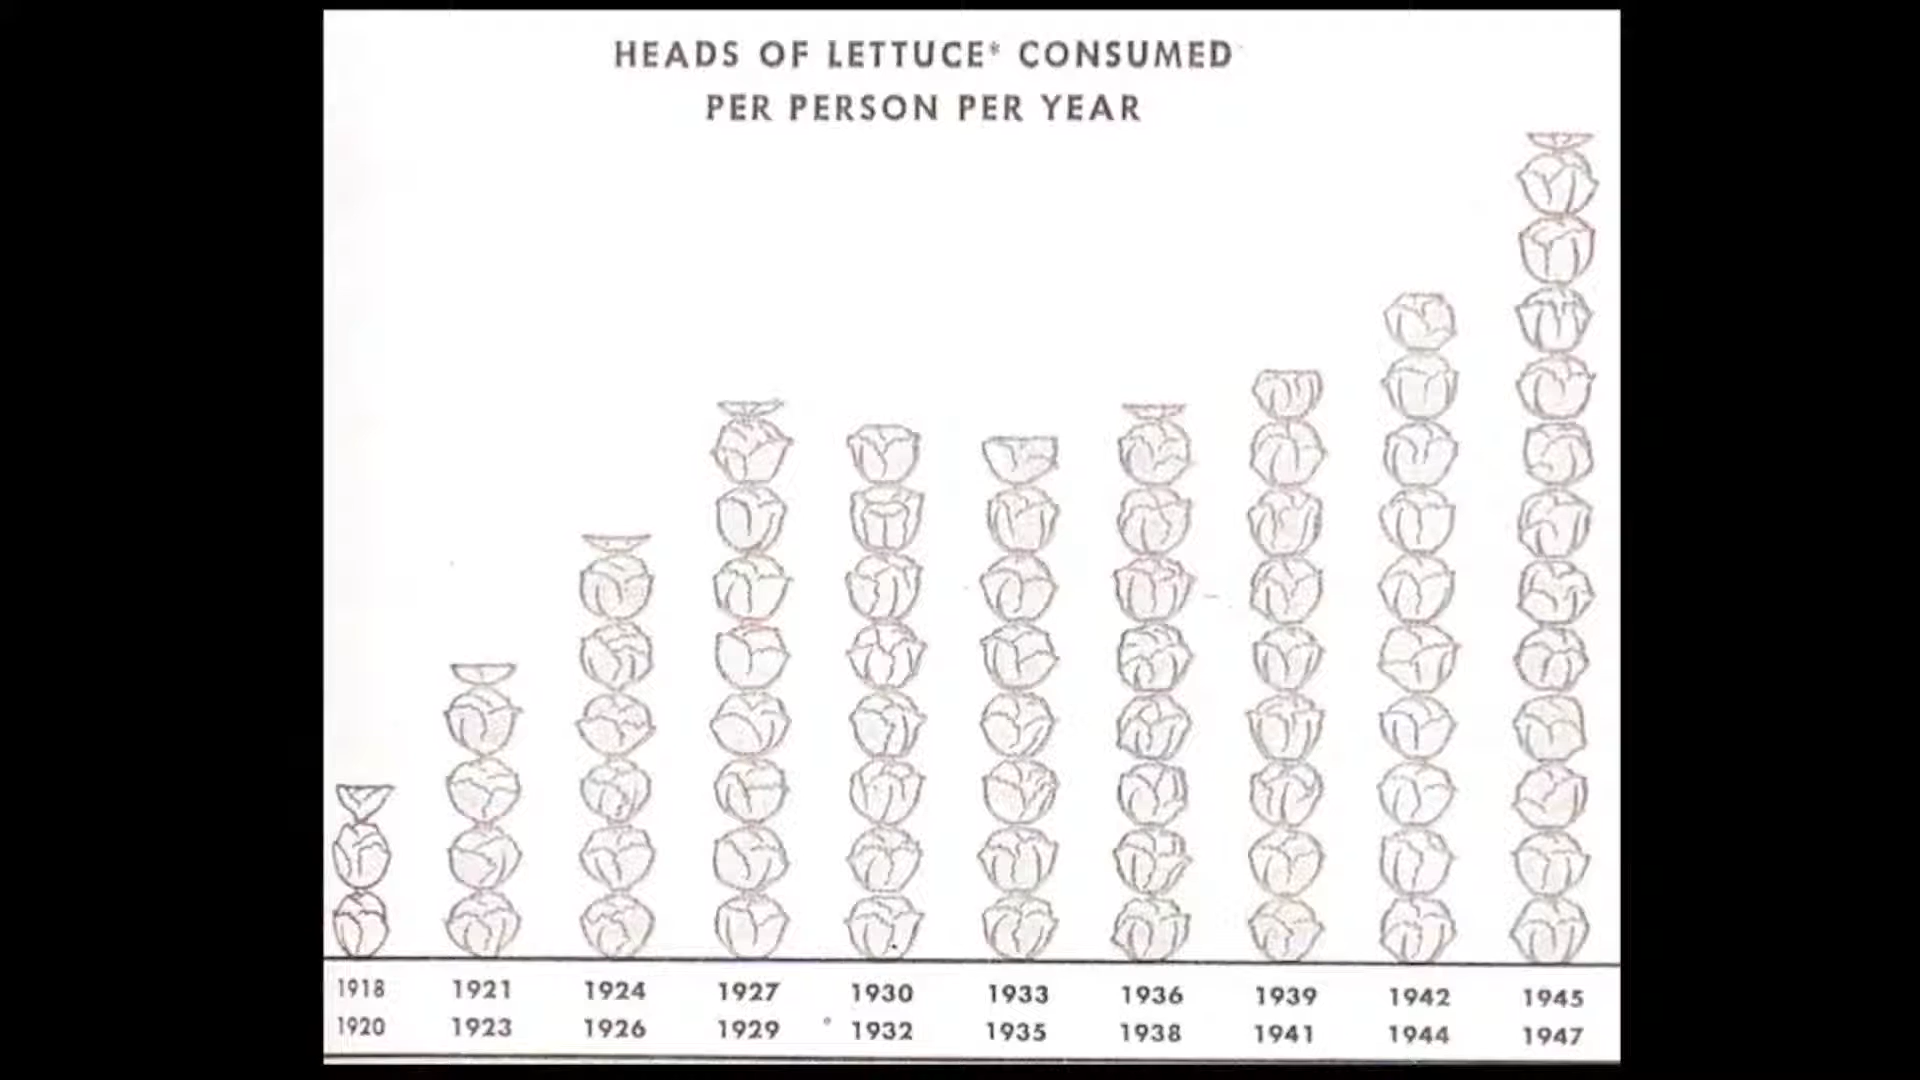 HEADS OF LETTUCE* CONSUMED
PER PERSON PER YEAR
1918 1921 1924 1927 1930 1933 1936 1939 1942 1945
1920 1923 1926 1929 1932 1935 1938 1941 1944 1947